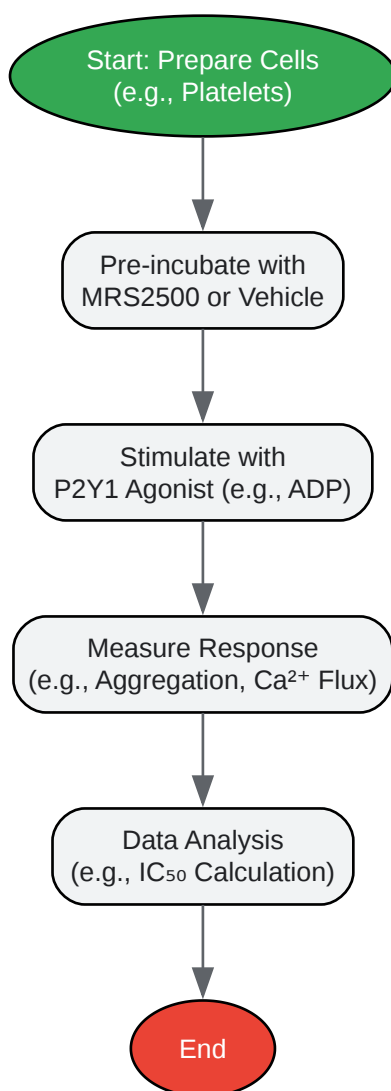 Start: Prepare Cells
(e.g., Platelets)
Pre-incubate with
MRS2500 or Vehicle
Stimulate with
P2Y1 Agonist (e.g., ADP)
Measure Response
(e.g., Aggregation, Ca²⁺ Flux)
Data Analysis
(e.g., IC₅₀ Calculation)
End